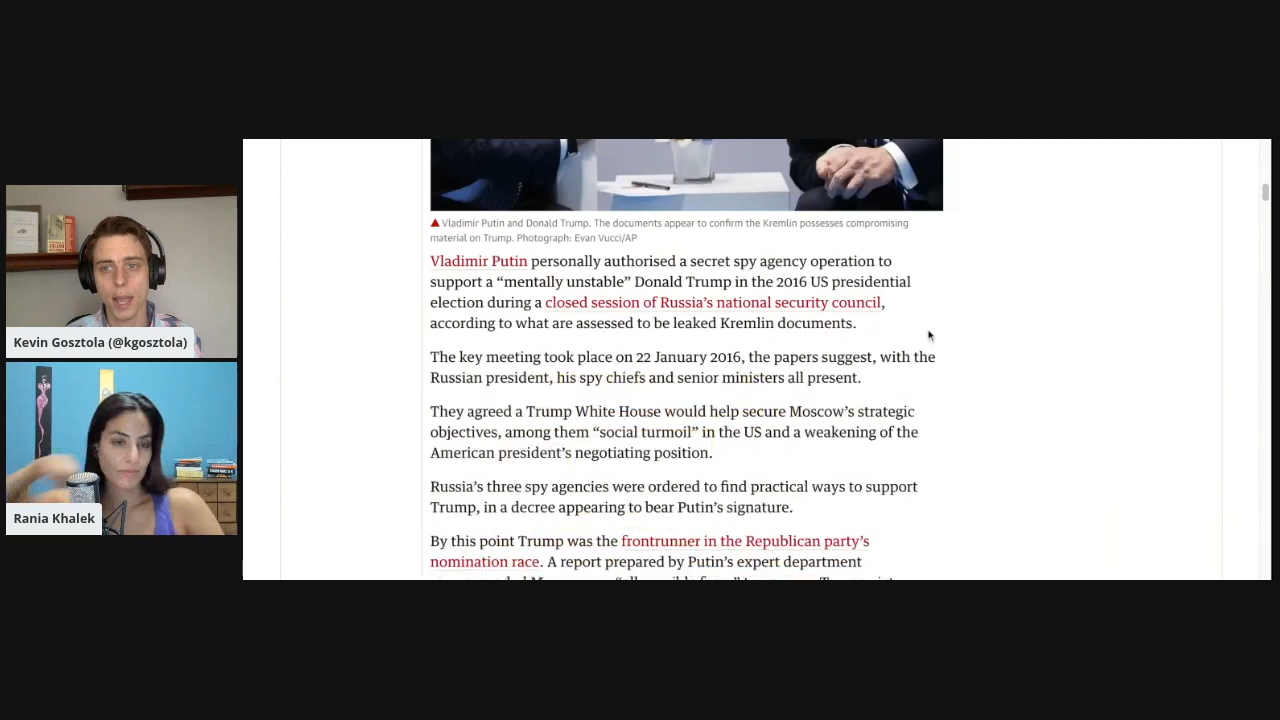 Kevin Gosztola (@kgosztola)
Rania Khalek
▲ Vladimir Putin and Donald Trump. The documents appear to confirm the Kremlin possesses compromising
material on Trump. Photograph: Evan Vucci/AP
Vladimir Putin personally authorised a secret spy agency operation to
support a “mentally unstable” Donald Trump in the 2016 US presidential
election during a closed session of Russia’s national security council,
according to what are assessed to be leaked Kremlin documents.
The key meeting took place on 22 January 2016, the papers suggest, with the
Russian president, his spy chiefs and senior ministers all present.
They agreed a Trump White House would help secure Moscow’s strategic
objectives, among them “social turmoil” in the US and a weakening of the
American president’s negotiating position.
Russia’s three spy agencies were ordered to find practical ways to support
Trump, in a decree appearing to bear Putin’s signature.
By this point Trump was the frontrunner in the Republican party’s
nomination race. A report prepared by Putin’s expert department